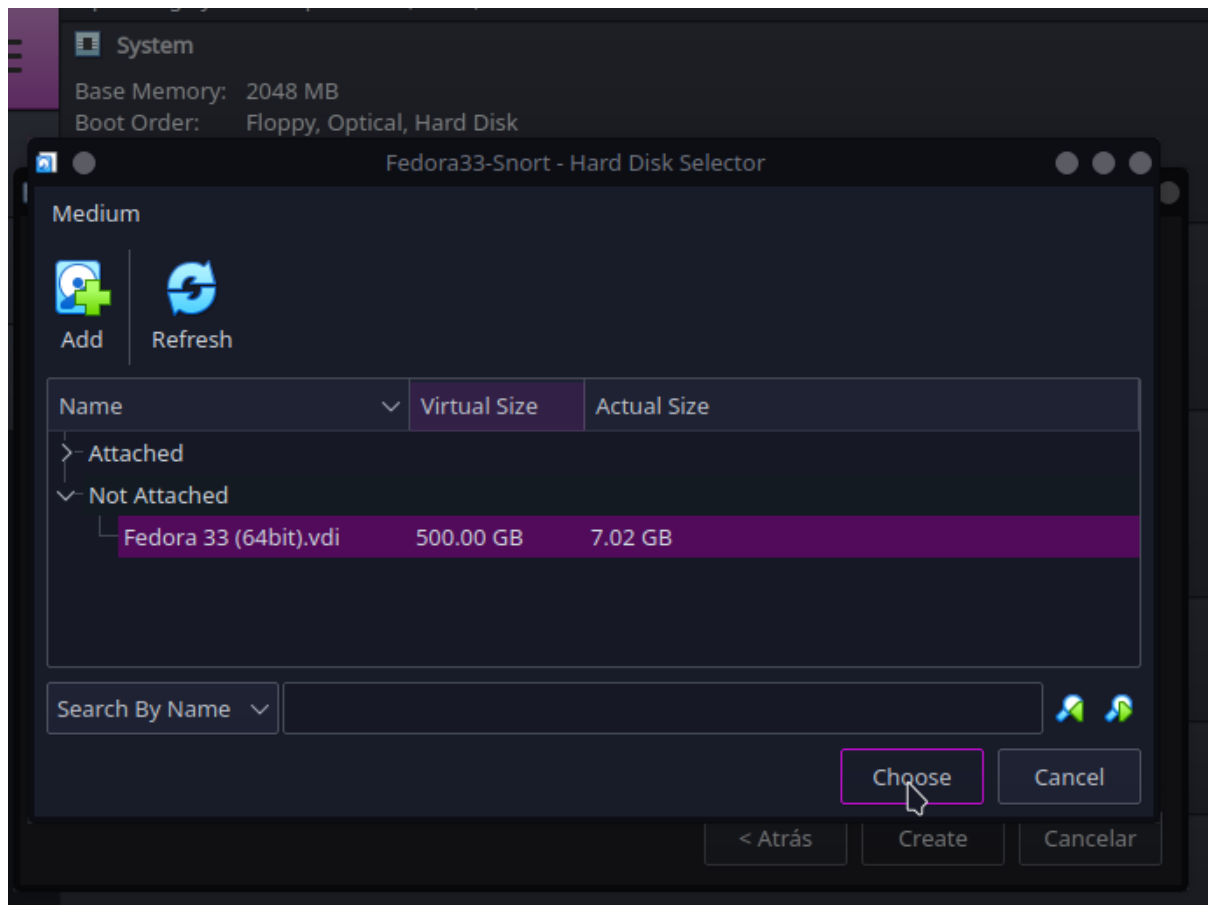 System
Base Memory: 2048 MB
Boot Order: Floppy, Optical, Hard Disk
Fedora33-Snort - Hard Disk Selector
Medium
Add Refresh
Name Virtual Size Actual Size
Attached
Not Attached
Fedora 33 (64bit).vdi 500.00 GB 7.02 GB
Search By Name
Choose Cancel
< Atrás Create Cancelar